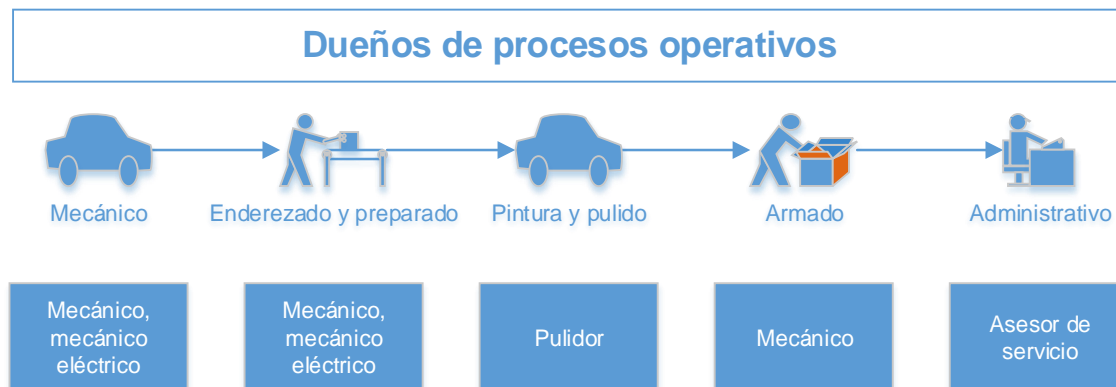 Dueños de procesos operativos
Mecánico
Enderezado y preparado
Pintura y pulido
Armado
Administrativo
Mecánico,
mecánico
eléctrico
Mecánico,
mecánico
eléctrico
Pulidor
Mecánico
Asesor de
servicio